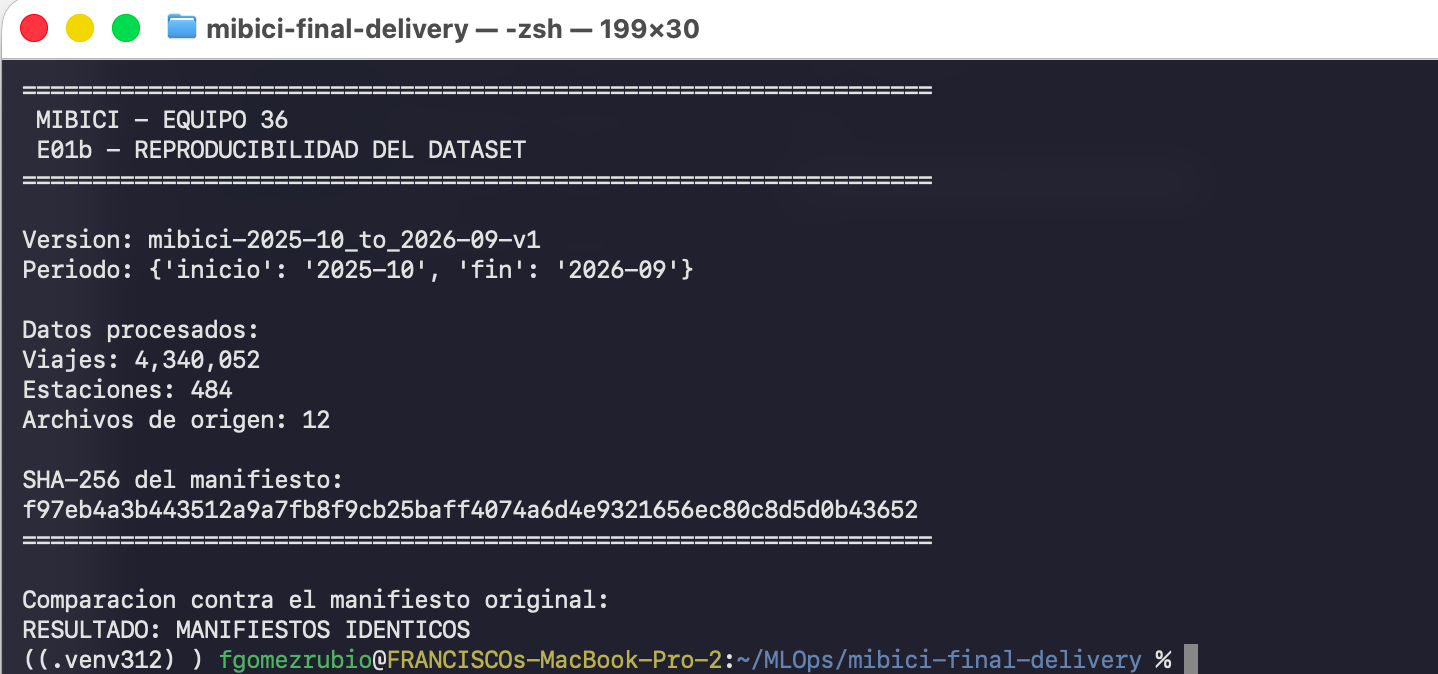 mibici-final-delivery — -zsh — 199×30
=================================================================
MIBICI - EQUIPO 36
E01b - REPRODUCIBILIDAD DEL DATASET
=================================================================
Version: mibici-2025-10_to_2026-09-v1
Periodo: {'inicio': '2025-10', 'fin': '2026-09'}
Datos procesados:
Viajes: 4,340,052
Estaciones: 484
Archivos de origen: 12
SHA-256 del manifiesto:
f97eb4a3b443512a9a7fb8f9cb25baff4074a6d4e9321656ec80c8d5d0b43652
=================================================================
Comparacion contra el manifiesto original:
RESULTADO: MANIFIESTOS IDENTICOS
((.venv312) ) fgomezrubio@FRANCISCOs-MacBook-Pro-2:~/MLOps/mibici-final-delivery %